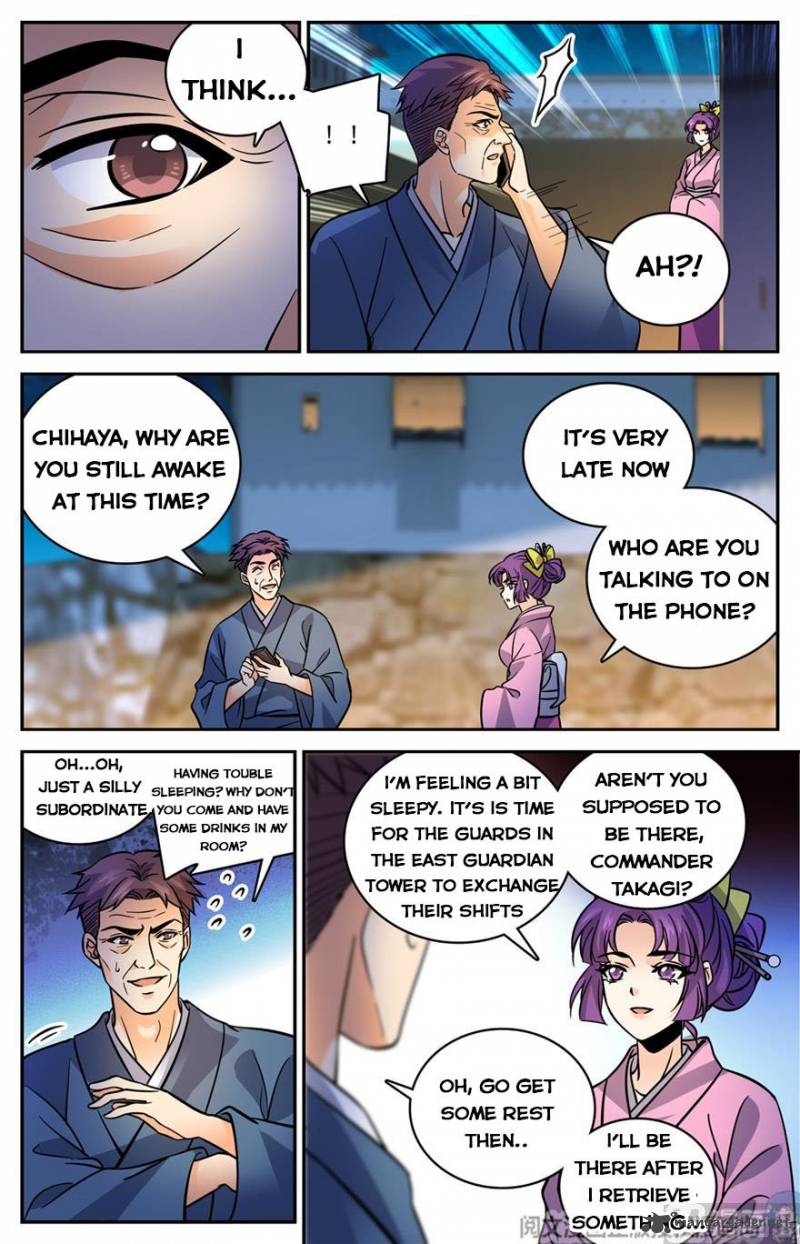 I
THINK...
! !
AH?!
CHIHAYA, WHY ARE
YOU STILL AWAKE
AT THIS TIME?
IT'S VERY
LATE NOW
WHO ARE YOU
TALKING TO ON
THE PHONE?
OH...OH,
JUST A SILLY
SUBORDINATE
HAVING TOUBLE
SLEEPING? WHY DON'T
YOU COME AND HAVE
SOME DRINKS IN MY
ROOM?
I'M FEELING A BIT
SLEEPY. IT'S IS TIME
FOR THE GUARDS IN
THE EAST GUARDIAN
TOWER TO EXCHANGE
THEIR SHIFTS
AREN'T YOU
SUPPOSED TO
BE THERE,
COMMANDER
TAKAGI?
OH, GO GET
SOME REST
THEN..
I'LL BE
THERE AFTER
I RETRIEVE
mangareader.net